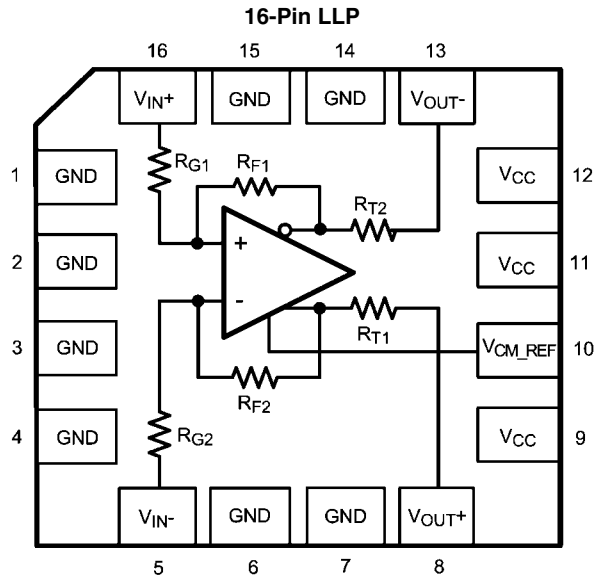 16-Pin LLP
16 15 14 13
VIN+ GND GND VOUT-
1 GND RG1 RF1 RT2 VCC 12
+
2 GND VCC 11
-
3 GND RT1 VCM_REF 10
RF2
4 GND RG2 VCC 9
VIN- GND GND VOUT+
5 6 7 8